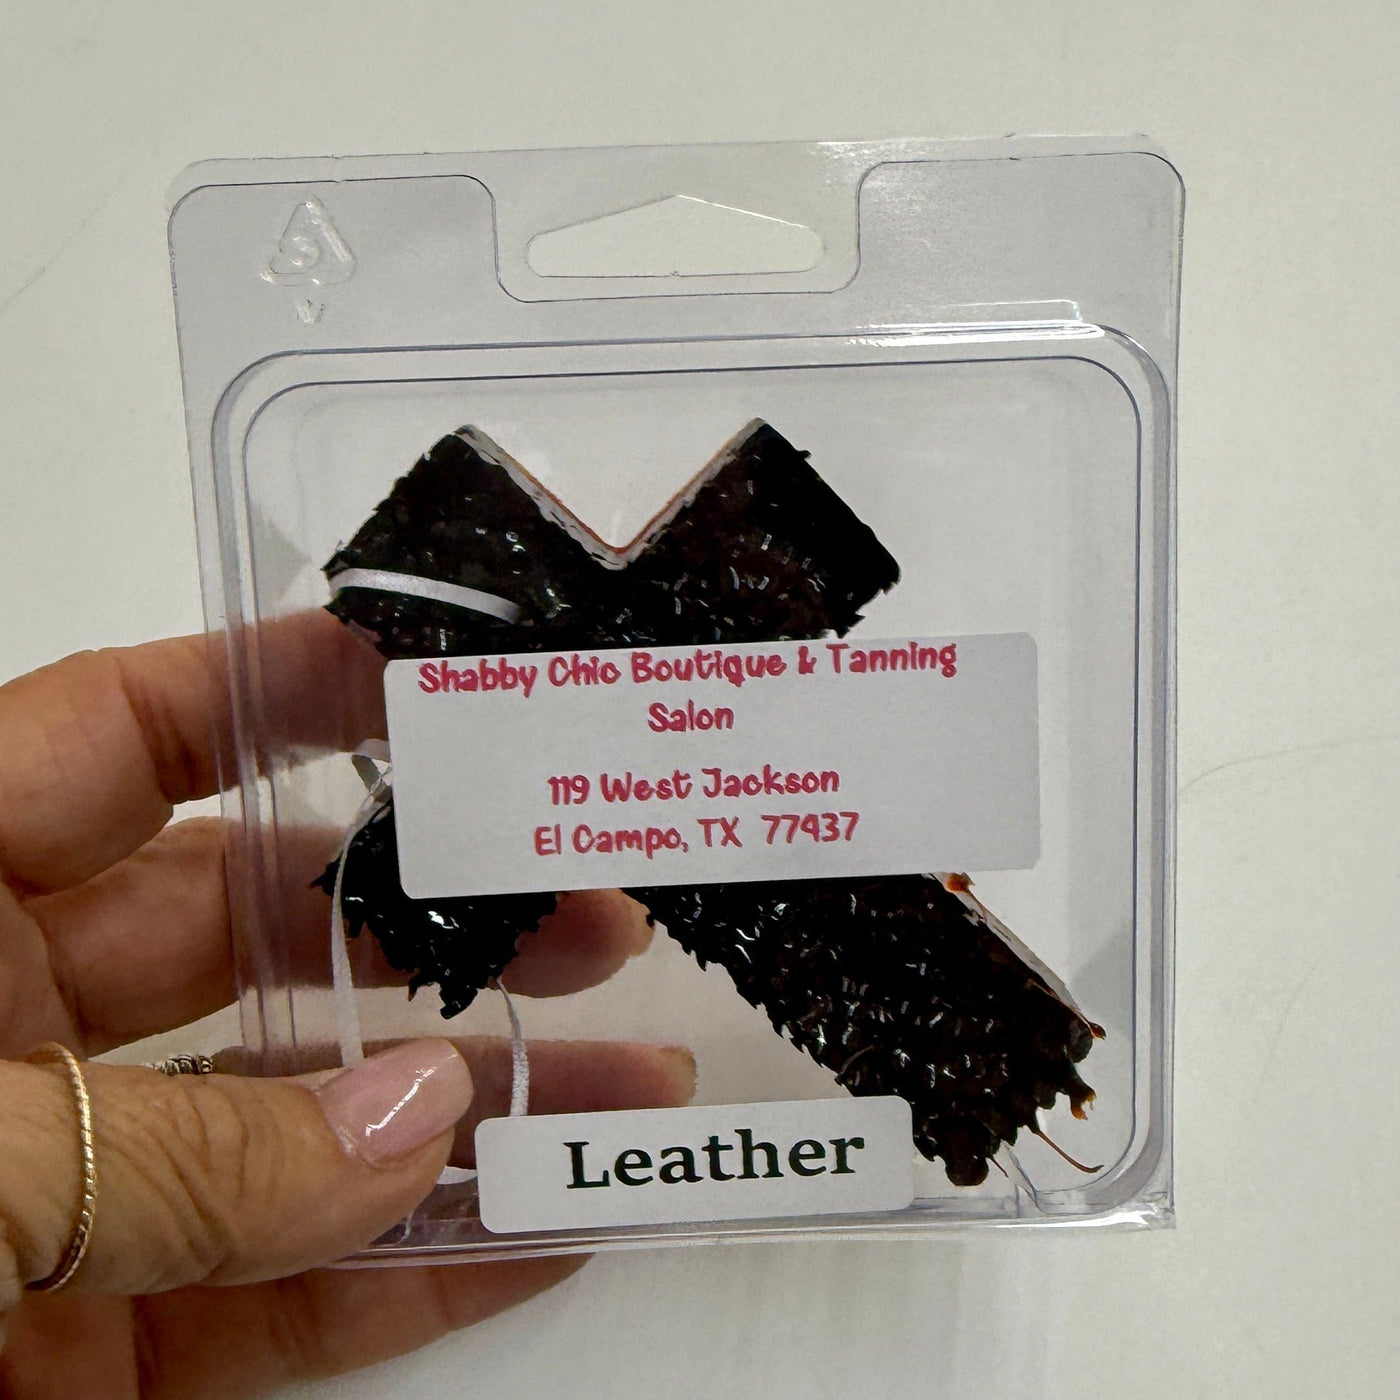 Shabby Chic Boutique & Tanning
Salon
119 West Jackson
El Campo, TX 77437
Leather